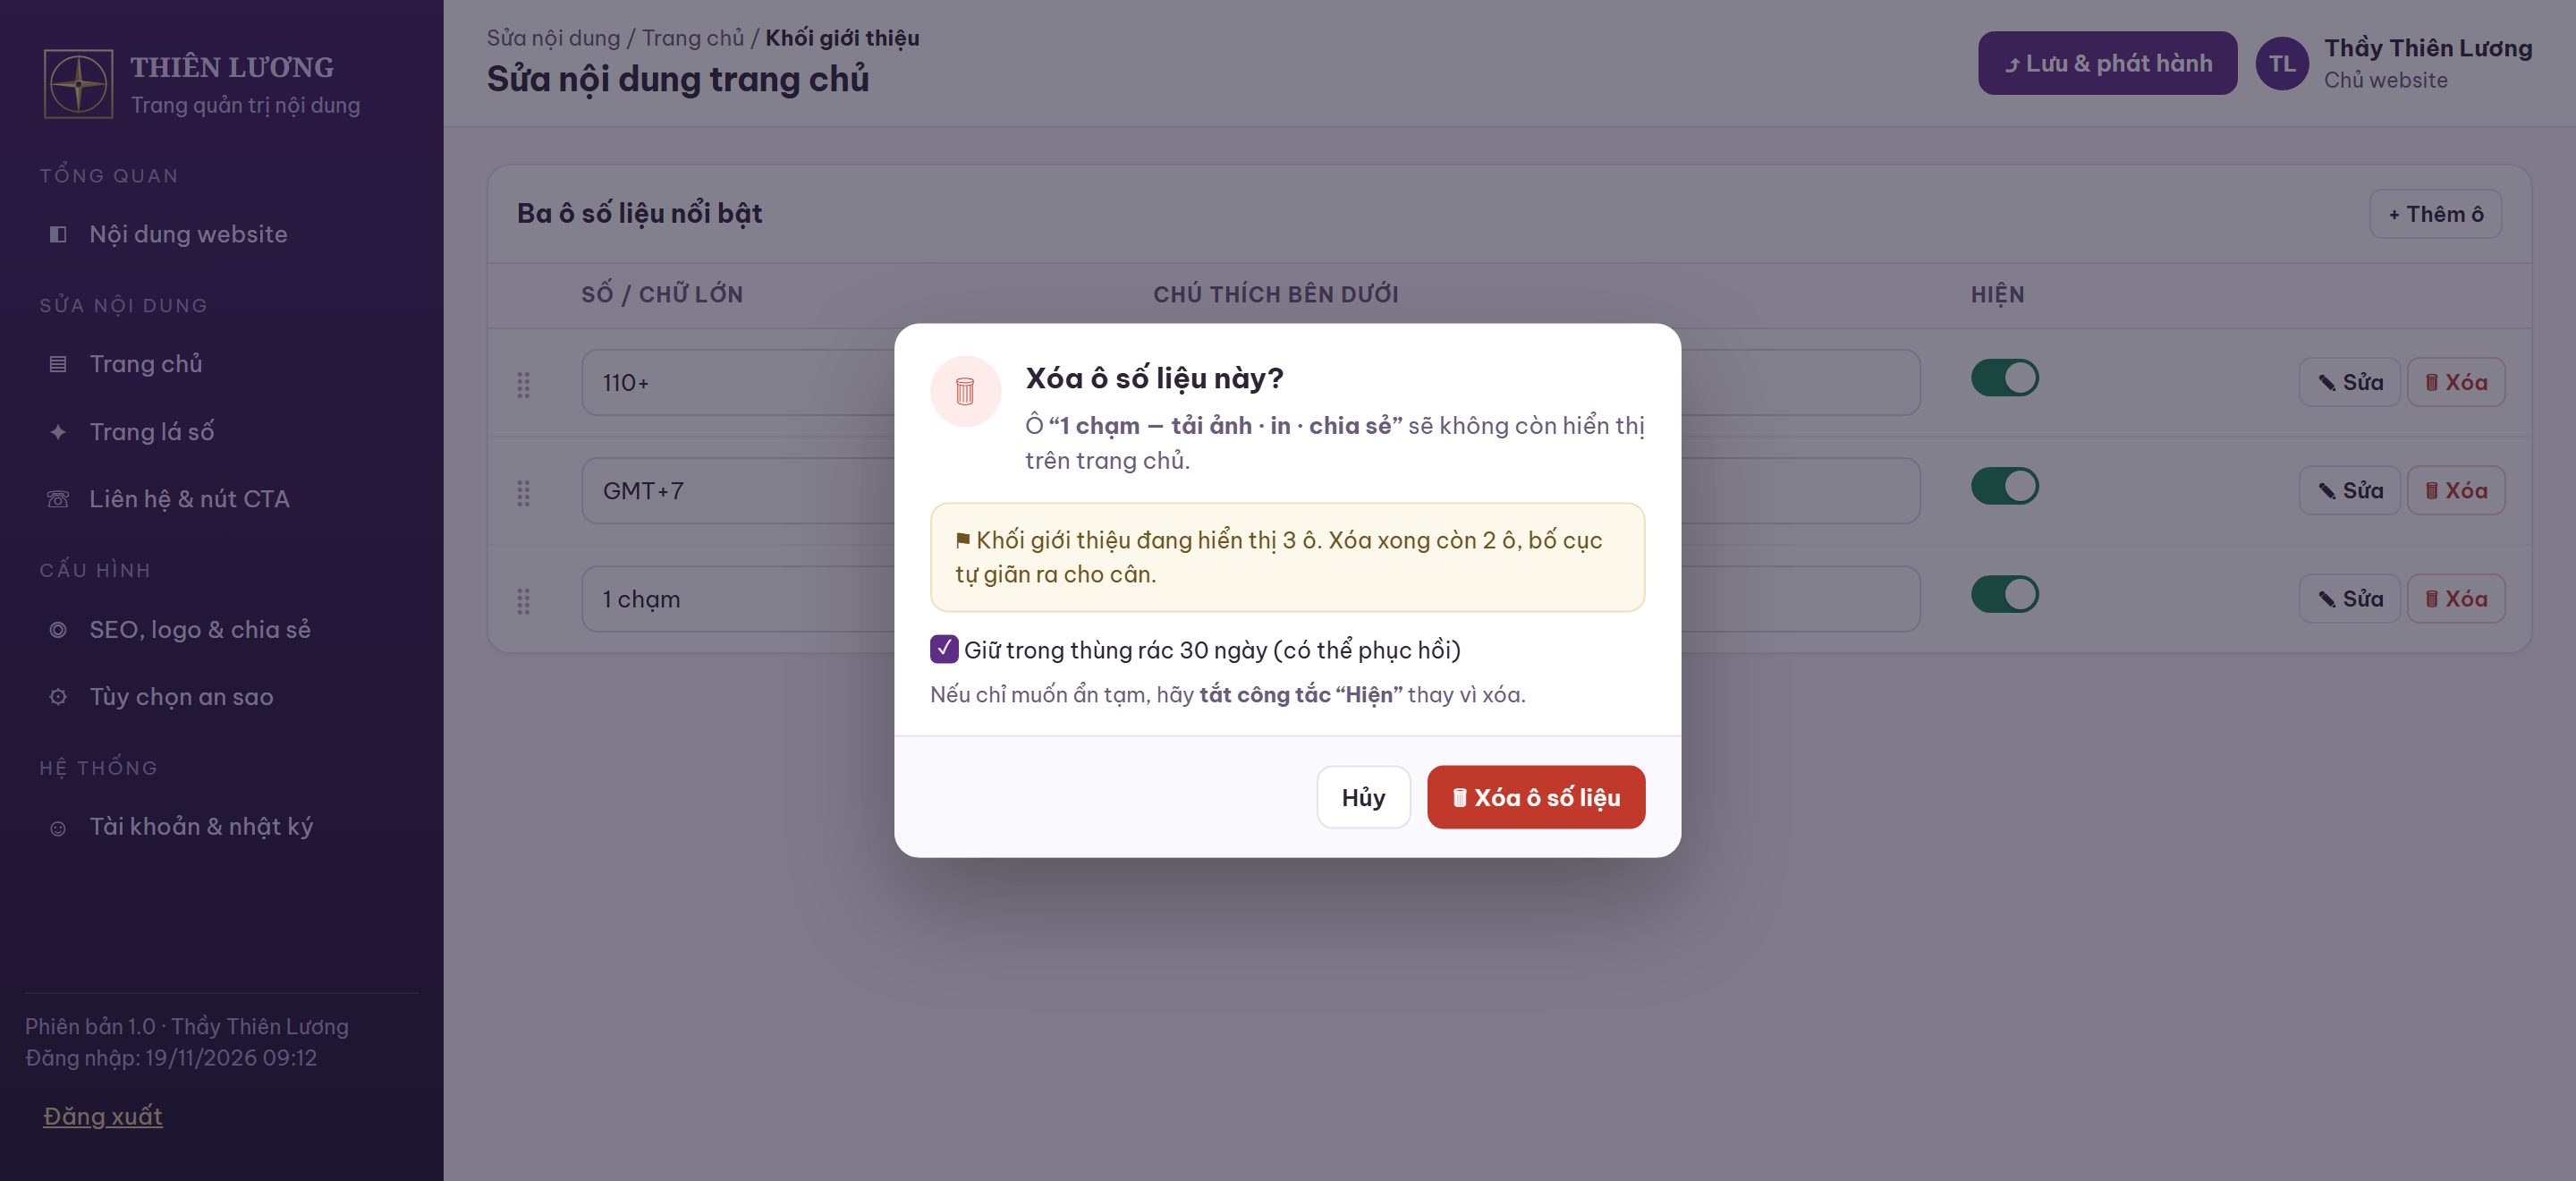 THIÊN LƯƠNG
Trang quản trị nội dung
TỔNG QUAN
Nội dung website
SỬA NỘI DUNG
Trang chủ
Trang lá số
Liên hệ & nút CTA
CẤU HÌNH
SEO, logo & chia sẻ
Tùy chọn an sao
HỆ THỐNG
Tài khoản & nhật ký
Phiên bản 1.0 · Thầy Thiên Lương
Đăng nhập: 19/11/2026 09:12
Đăng xuất
Sửa nội dung / Trang chủ / Khối giới thiệu
Sửa nội dung trang chủ
Lưu & phát hành
TL
Thầy Thiên Lương
Chủ website
Ba ô số liệu nổi bật
+ Thêm ô
SỐ / CHỮ LỚN
CHÚ THÍCH BÊN DƯỚI
HIỆN
110+
Sửa
Xóa
GMT+7
Sửa
Xóa
1 chạm
Sửa
Xóa
Xóa ô số liệu này?
Ô “1 chạm — tải ảnh · in · chia sẻ” sẽ không còn hiển thị
trên trang chủ.
Khối giới thiệu đang hiển thị 3 ô. Xóa xong còn 2 ô, bố cục
tự giãn ra cho cân.
Giữ trong thùng rác 30 ngày (có thể phục hồi)
Nếu chỉ muốn ẩn tạm, hãy tắt công tắc “Hiện” thay vì xóa.
Hủy
Xóa ô số liệu